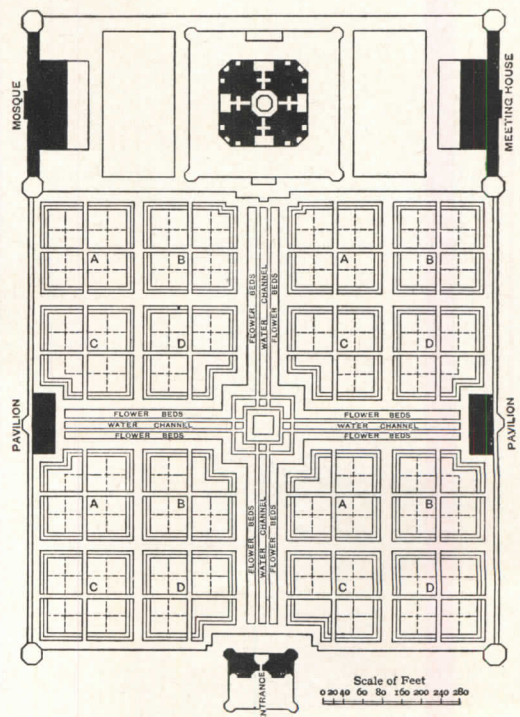 MOSQUE
MEETING HOUSE
A
B
A
B
FLOWER BEDS
WATER CHANNEL
FLOWER BEDS
C
D
C
D
PAVILION
FLOWER BEDS
WATER CHANNEL
FLOWER BEDS
FLOWER BEDS
WATER CHANNEL
FLOWER BEDS
PAVILION
A
B
A
B
FLOWER BEDS
WATER CHANNEL
FLOWER BEDS
C
D
C
D
NTRANCE
Scale of Feet
0 20 40 60 80 160 200 240 280